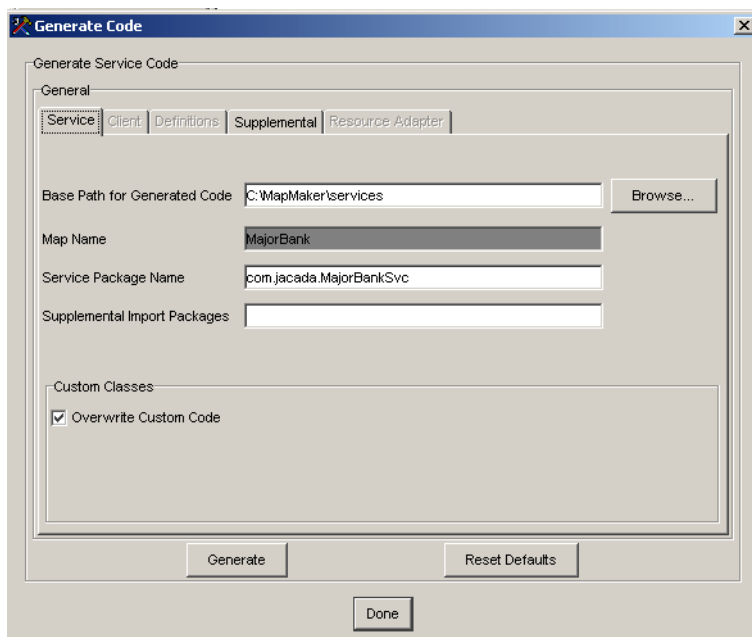 Generate Code
Generate Service Code
General
Service Client Definitions Supplemental Resource Adapter
Base Path for Generated Code C:\MapMaker\services Browse...
Map Name MajorBank
Service Package Name com.jacada.MajorBankSvc
Supplemental Import Packages
Custom Classes
Overwrite Custom Code
Generate Reset Defaults
Done